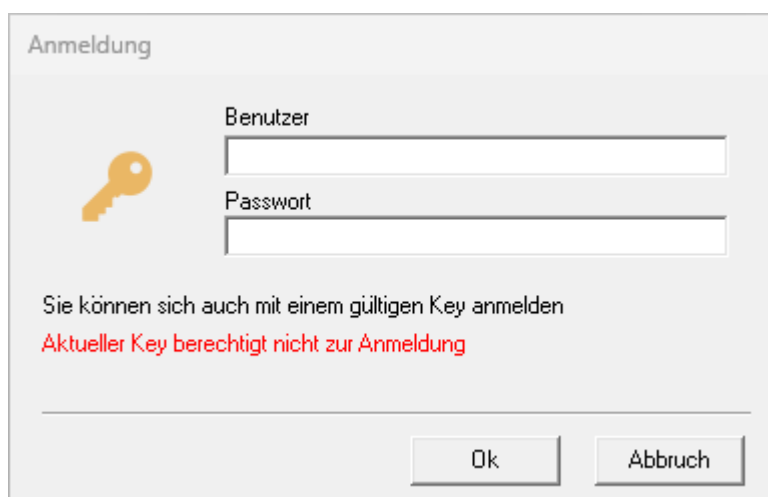 Anmeldung
Benutzer
Passwort
Sie können sich auch mit einem gültigen Key anmelden
Aktueller Key berechtigt nicht zur Anmeldung
Ok
Abbruch